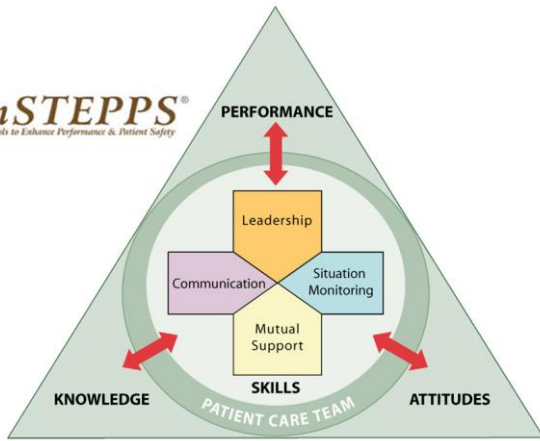 STEPPS®
ols to Enhance Performance & Patient Safety
PERFORMANCE
Leadership
Communication
Situation
Monitoring
Mutual
Support
KNOWLEDGE
SKILLS
ATTITUDES
PATIENT CARE TEAM